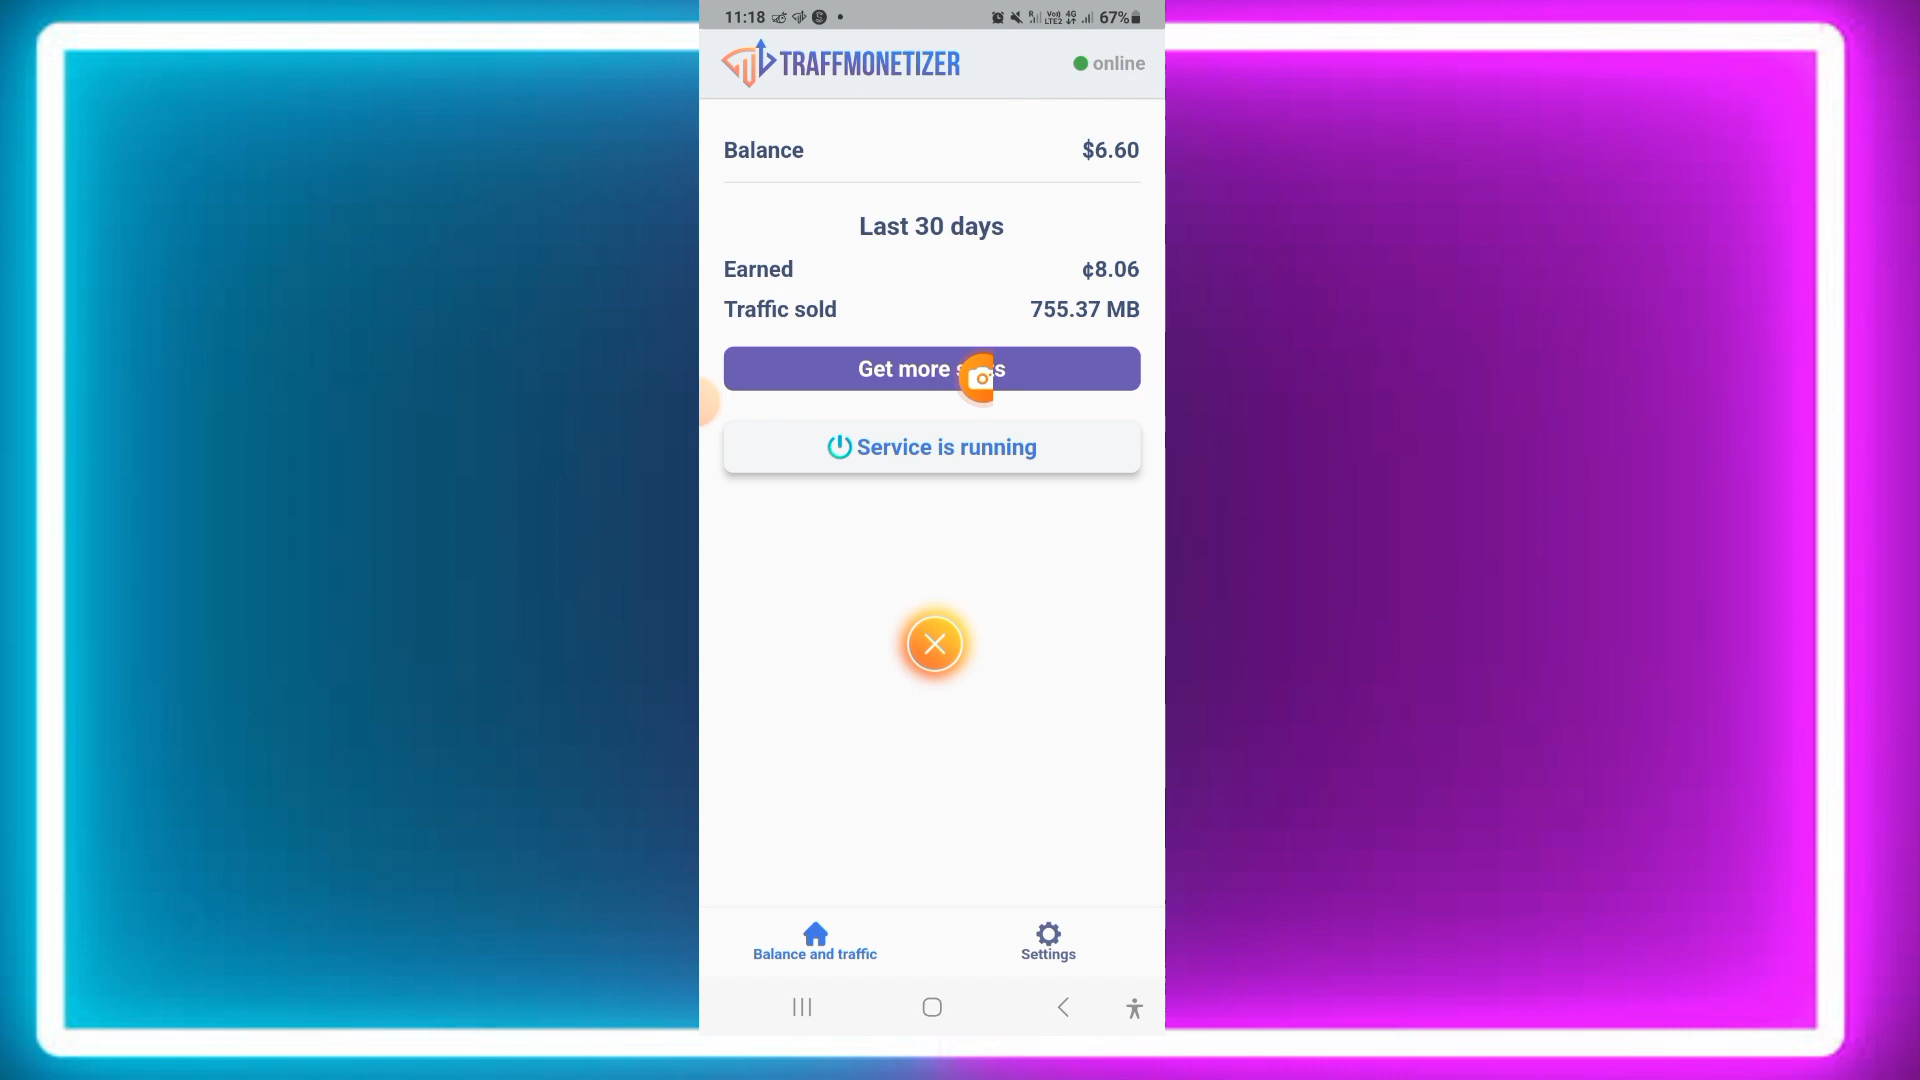 11:18 67%
TRAFFMONETIZER online
Balance $6.60
Last 30 days
Earned ¢8.06
Traffic sold 755.37 MB
Get more
Service is running
Balance and traffic Settings